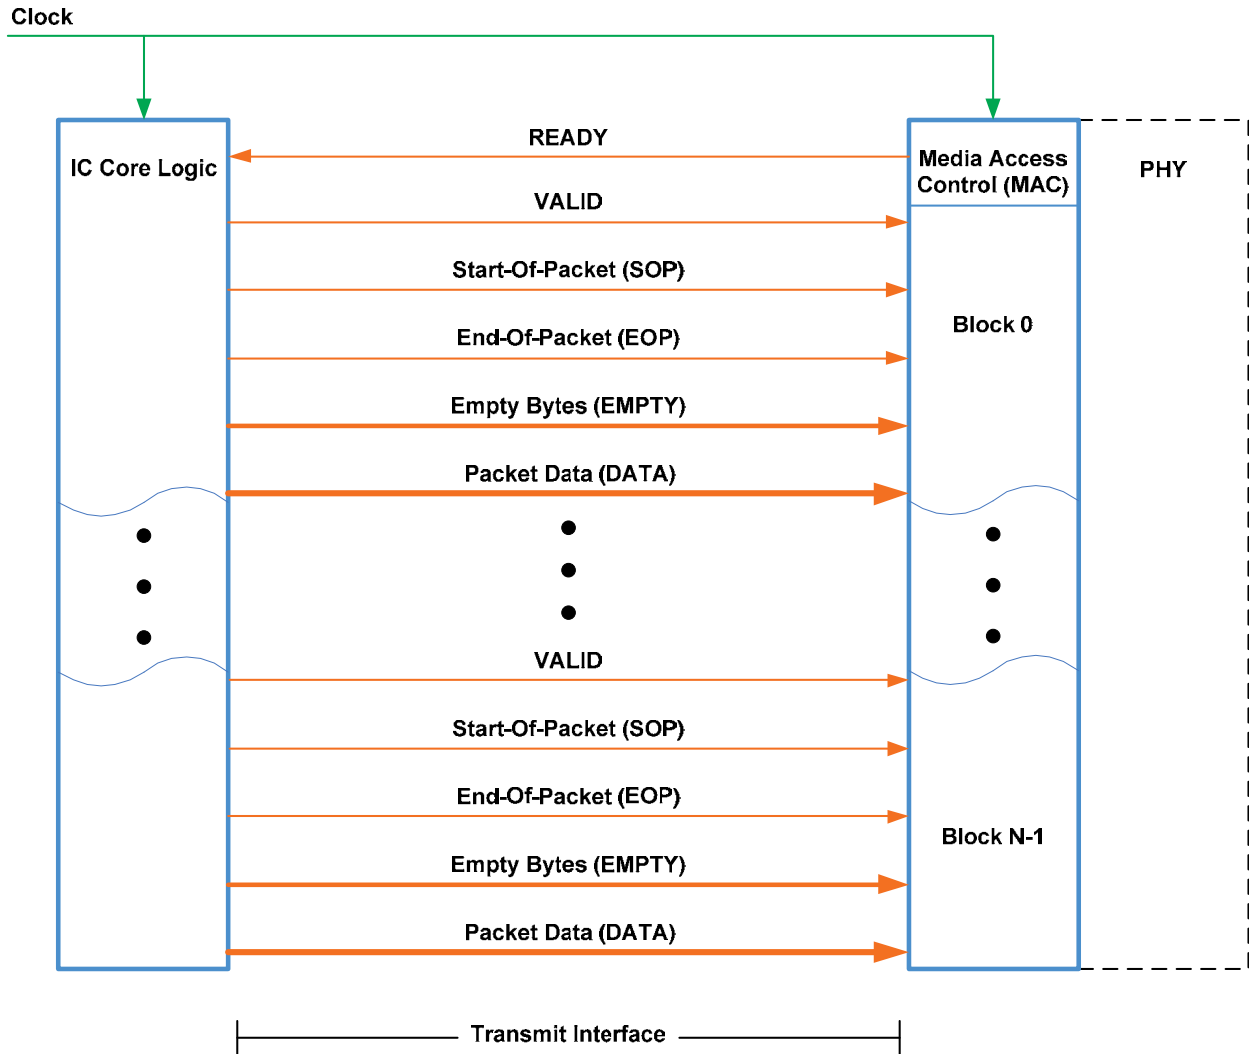 Clock
READY
IC Core Logic
Media Access
Control (MAC)
PHY
VALID
Start-Of-Packet (SOP)
Block 0
End-Of-Packet (EOP)
Empty Bytes (EMPTY)
Packet Data (DATA)
VALID
Start-Of-Packet (SOP)
End-Of-Packet (EOP)
Block N-1
Empty Bytes (EMPTY)
Packet Data (DATA)
Transmit Interface